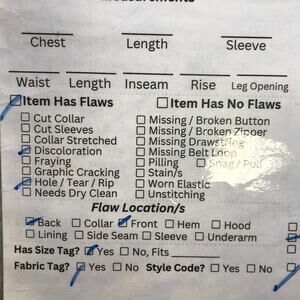 Measurements
Chest Length Sleeve
Waist Length Inseam Rise Leg Opening
Item Has Flaws Item Has No Flaws
Cut Collar Missing / Broken Button
Cut Sleeves Missing / Broken Zipper
Collar Stretched Missing Drawstring
Discoloration Missing Belt Loop
Fraying Pilling Snag / Pull
Graphic Cracking Stain/s
Hole / Tear / Rip Worn Elastic
Needs Dry Clean Unstitching
Flaw Location/s
Back Collar Front Hem Hood
Lining Side Seam Sleeve Underarm
Has Size Tag? Yes No, Fits
Fabric Tag? Yes No Style Code? Yes No